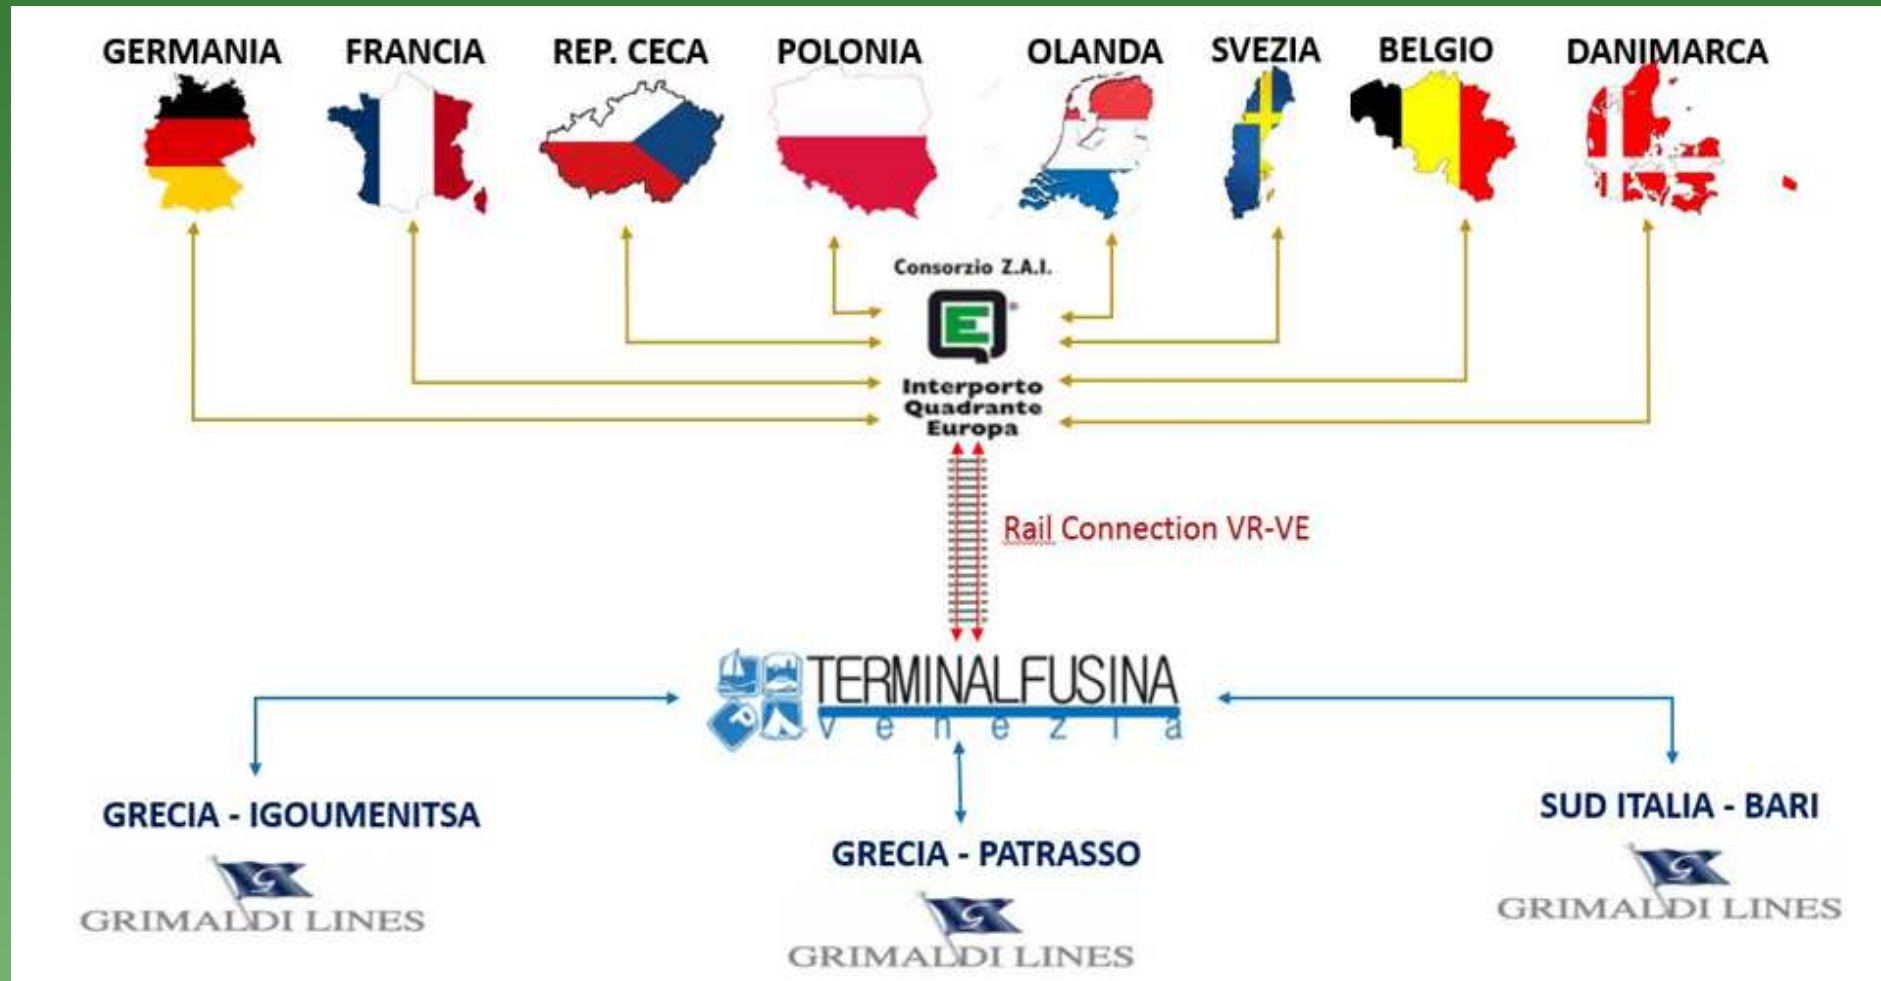 GERMANIA
FRANCIA
REP. CECA
POLONIA
OLANDA
SVEZIA
BELGIO
DANIMARCA
Consorzio Z.A.I.
E
Interporto
Quadrante
Europa
Rail Connection VR-VE
TERMINALFUSINA
venezia
P
GRECIA - IGOUMENITSA
G
GRIMALDI LINES
GRECIA - PATRASSO
G
GRIMALDI LINES
SUD ITALIA - BARI
G
GRIMALDI LINES